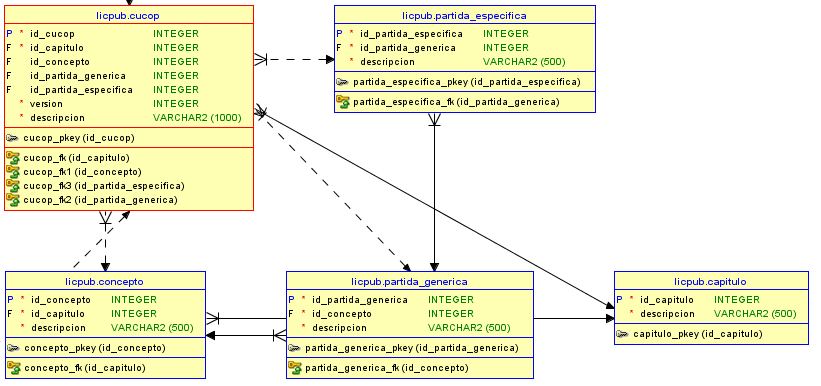 licpub.cucop
P * id_cucop INTEGER
F * id_capitulo INTEGER
F id_concepto INTEGER
F id_partida_generica INTEGER
F id_partida_especifica INTEGER
* version INTEGER
* descripcion VARCHAR2 (1000)
cucop_pkey (id_cucop)
cucop_fk (id_capitulo)
cucop_fk1 (id_concepto)
cucop_fk3 (id_partida_especifica)
cucop_fk2 (id_partida_generica)
licpub.partida_especifica
P * id_partida_especifica INTEGER
F * id_partida_generica INTEGER
* descripcion VARCHAR2 (500)
partida_especifica_pkey (id_partida_especifica)
partida_especifica_fk (id_partida_generica)
licpub.concepto
P * id_concepto INTEGER
F * id_capitulo INTEGER
* descripcion VARCHAR2 (500)
concepto_pkey (id_concepto)
concepto_fk (id_capitulo)
licpub.partida_generica
P * id_partida_generica INTEGER
F * id_concepto INTEGER
* descripcion VARCHAR2 (500)
partida_generica_pkey (id_partida_generica)
partida_generica_fk (id_concepto)
licpub.capitulo
P * id_capitulo INTEGER
* descripcion VARCHAR2 (500)
capitulo_pkey (id_capitulo)